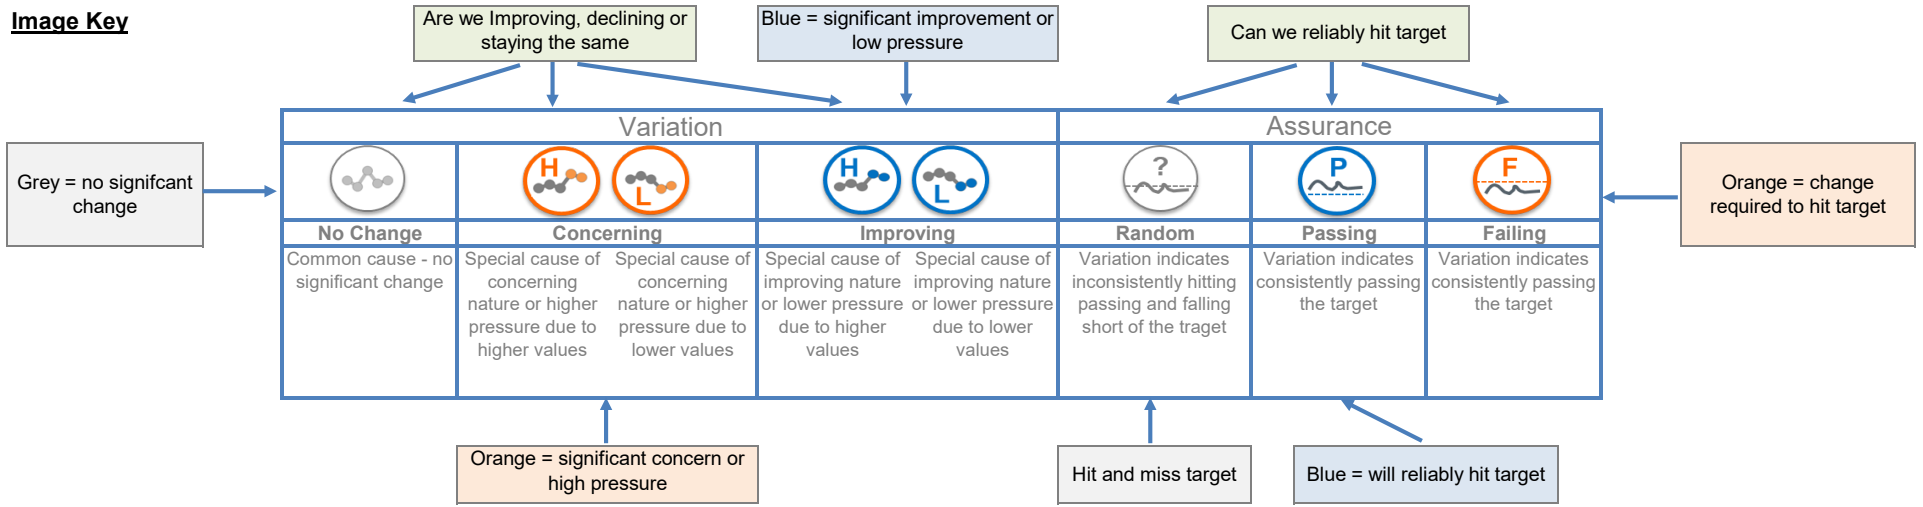 Image Key
Are we Improving, declining or
staying the same
Blue = significant improvement or
low pressure
Can we reliably hit target
Grey = no signifcant
change
Orange = change
required to hit target
Variation
Assurance
H
L
H
L
?
P
F
No Change
Concerning
Improving
Random
Passing
Failing
Common cause - no
significant change
Special cause of
concerning
nature or higher
pressure due to
higher values
Special cause of
concerning
nature or higher
pressure due to
lower values
Special cause of
improving nature
or lower pressure
due to higher
values
Special cause of
improving nature
or lower pressure
due to lower
values
Variation indicates
inconsistently hitting
passing and falling
short of the traget
Variation indicates
consistently passing
the target
Variation indicates
consistently passing
the target
Orange = significant concern or
high pressure
Hit and miss target
Blue = will reliably hit target